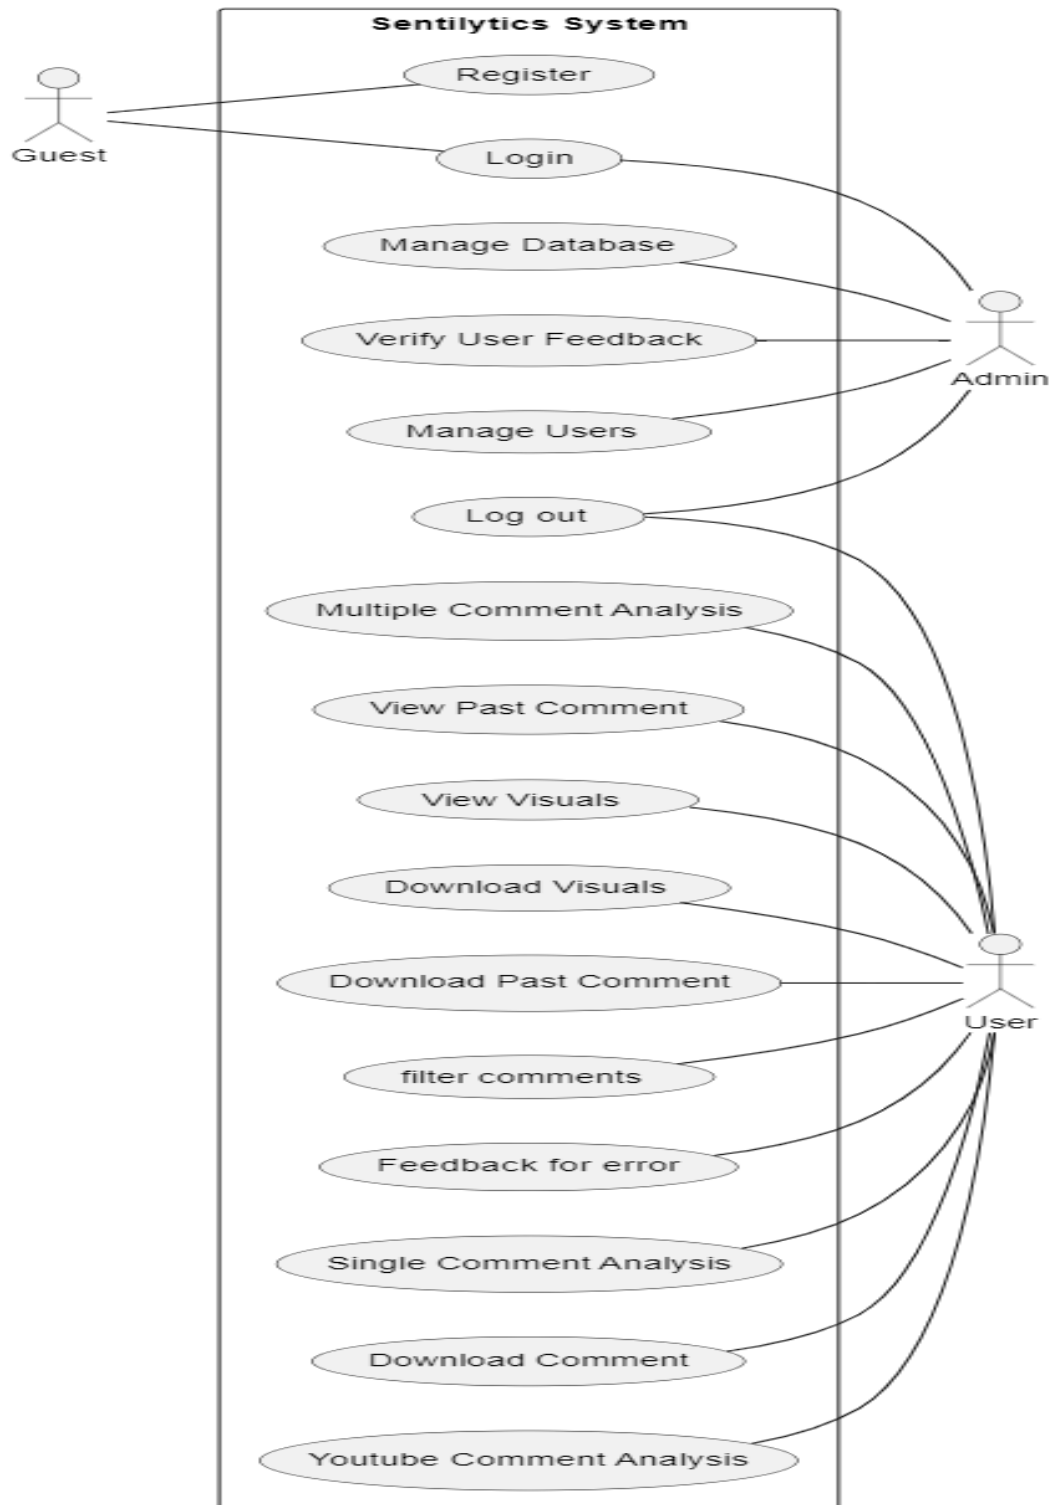 Sentilytics System
Register
Guest
Login
Manage Database
Verify User Feedback
Admin
Manage Users
Log out
Multiple Comment Analysis
View Past Comment
View Visuals
Download Visuals
Download Past Comment
User
filter comments
Feedback for error
Single Comment Analysis
Download Comment
Youtube Comment Analysis